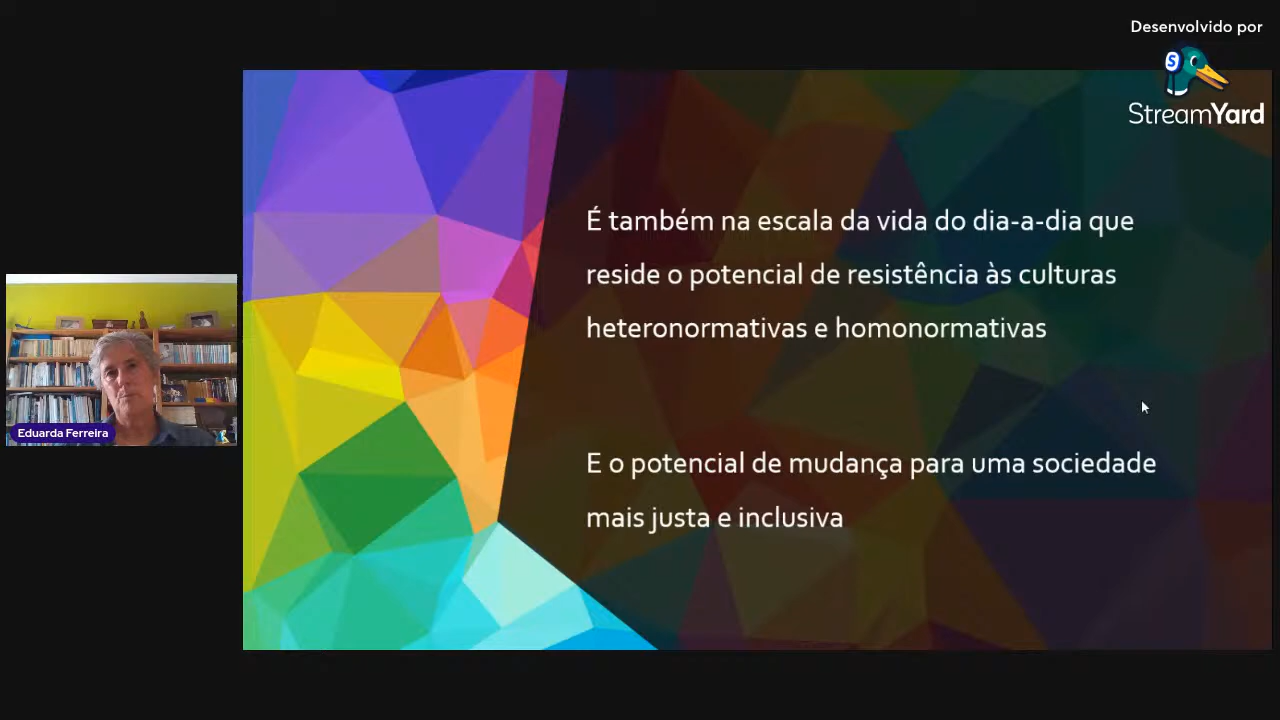 Desenvolvido por
StreamYard
É também na escala da vida do dia-a-dia que
reside o potencial de resistência às culturas
heteronormativas e homonormativas
E o potencial de mudança para uma sociedade
mais justa e inclusiva
Eduarda Ferreira